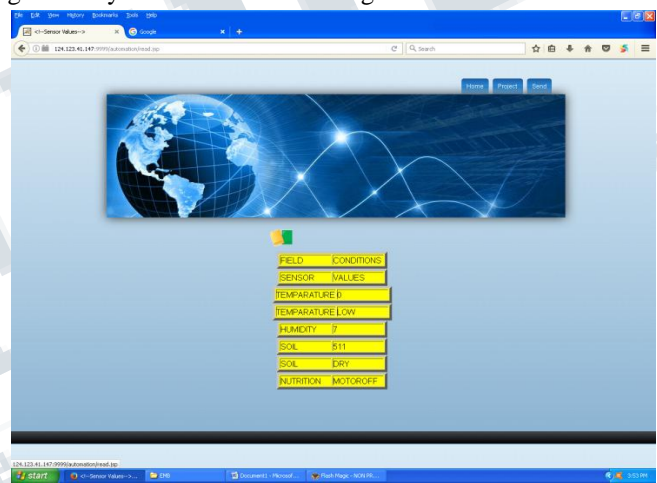 File Edit View History Bookmarks Tools Help
<!--Sensor Values-->
Google
124.123.41.147:9999/automation/read.jsp
Search
Home Project Send
FIELD CONDITIONS
SENSOR VALUES
TEMPARATURE 0
TEMPARATURE LOW
HUMIDITY 7
SOIL 511
SOIL DRY
NUTRITION MOTOROFF
124.123.41.147:9999/automation/read.jsp
start <!--Sensor Values-->... EMB Document1 - Microsof... Flash Magic - NON PR... 3:53 PM